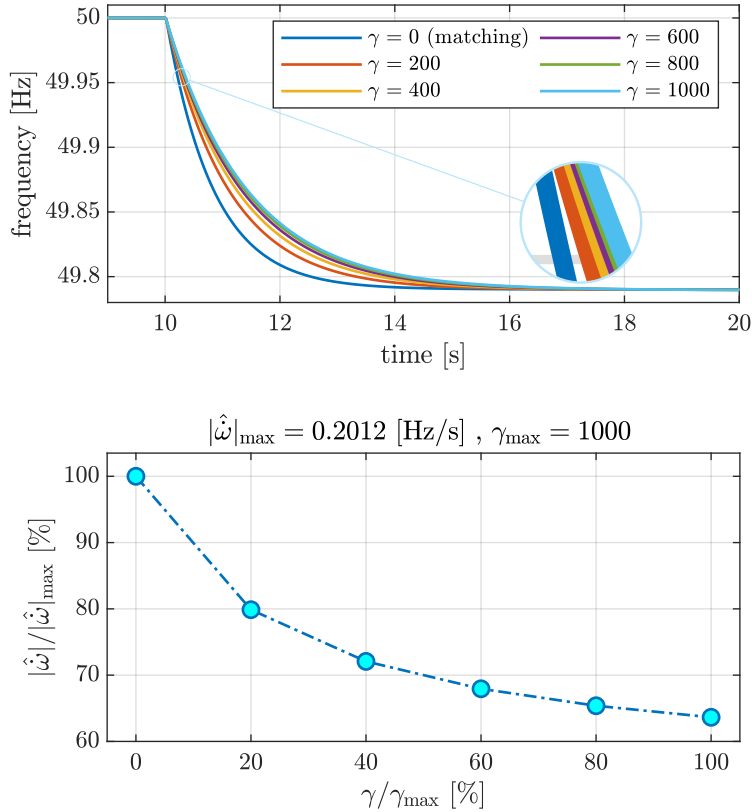 50
49.95
49.9
49.85
49.8
frequency [Hz]
γ = 0 (matching)
γ = 200
γ = 400
γ = 600
γ = 800
γ = 1000
10 12 14 16 18 20
time [s]
|ω̂̇|max = 0.2012 [Hz/s] , γmax = 1000
100
90
80
70
60
|ω̂̇|/|ω̂̇|max [%]
0 20 40 60 80 100
γ/γmax [%]